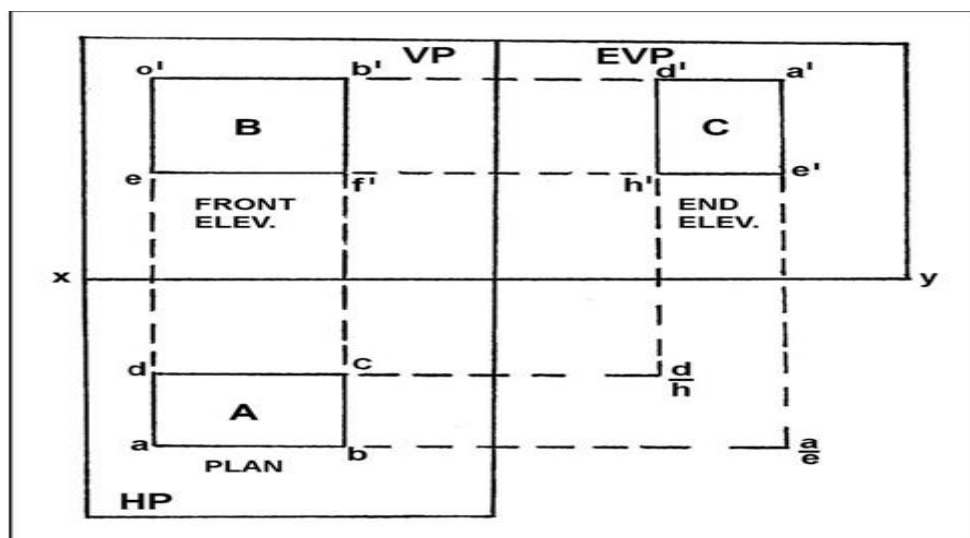 VP EVP
o' b' d' a'
B C
e f' h' e'
FRONT
ELEV.
END
ELEV.
x y
d c d/h
A
a b a/e
PLAN
HP